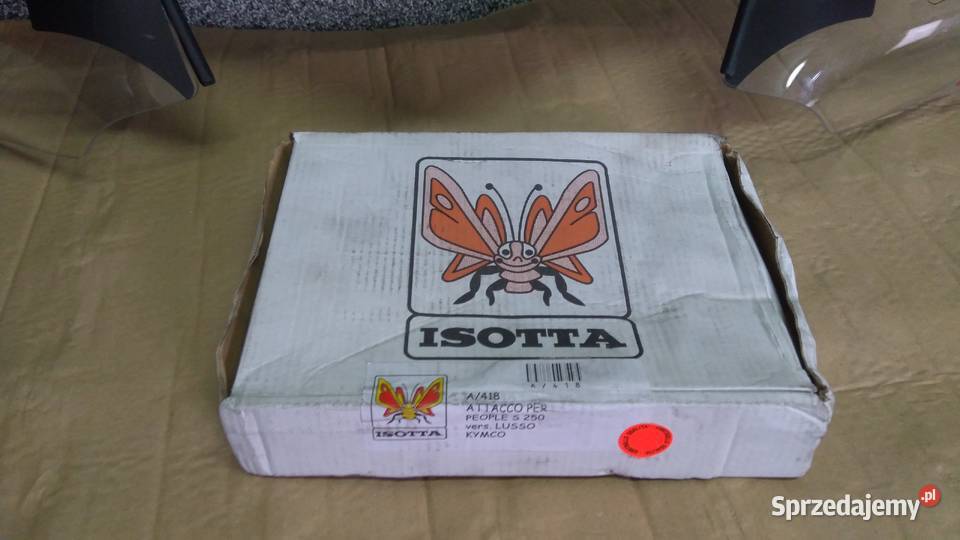 ISOTTA
A/418
A/418
ATTACCO PER
PEOPLE S 250
vers. LUSSO
KYMCO
ISOTTA
Sprzedajemy.pl